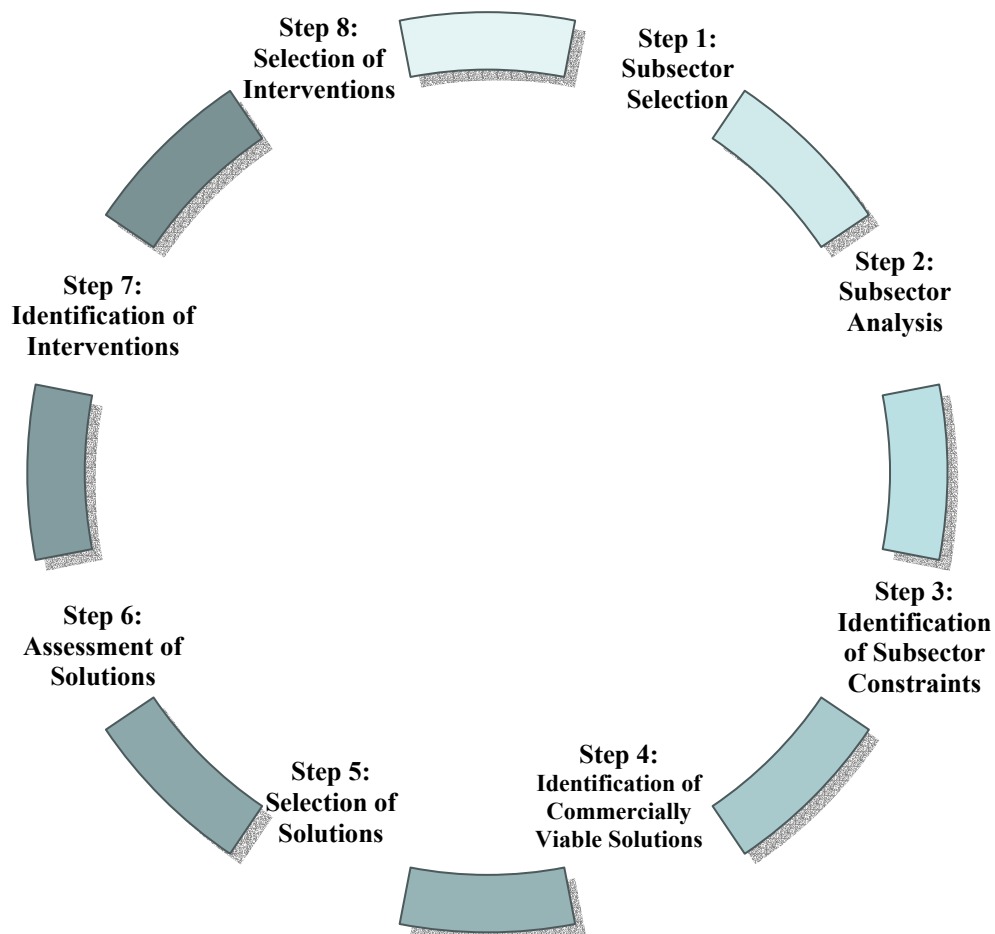 Step 1:
Subsector
Selection
Step 2:
Subsector
Analysis
Step 3:
Identification
of Subsector
Constraints
Step 4:
Identification of
Commercially
Viable Solutions
Step 5:
Selection of
Solutions
Step 6:
Assessment of
Solutions
Step 7:
Identification of
Interventions
Step 8:
Selection of
Interventions